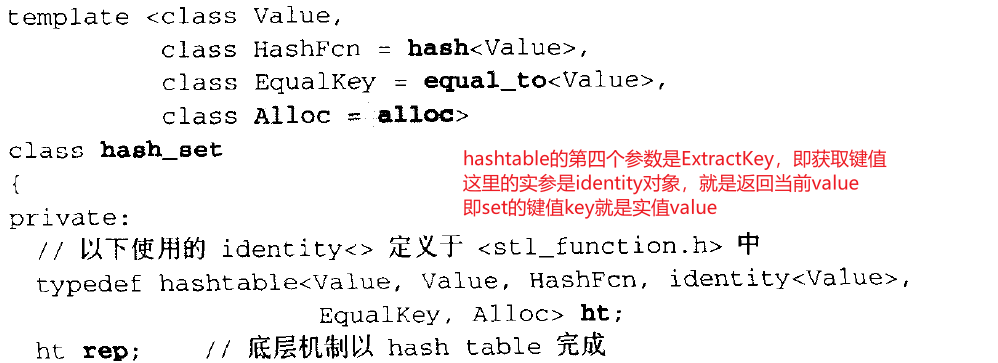 template <class Value,
class HashFcn = hash<Value>,
class EqualKey = equal_to<Value>,
class Alloc = alloc>
class hash_set
{
hashtable的第四个参数是ExtractKey，即获取键值
这里的实参是identity对象，就是返回当前value
即set的键值key就是实值value
private:
// 以下使用的 identity<> 定义于 <stl_function.h> 中
typedef hashtable<Value, Value, HashFcn, identity<Value>,
EqualKey, Alloc> ht;
ht rep; // 底层机制以 hash table 完成